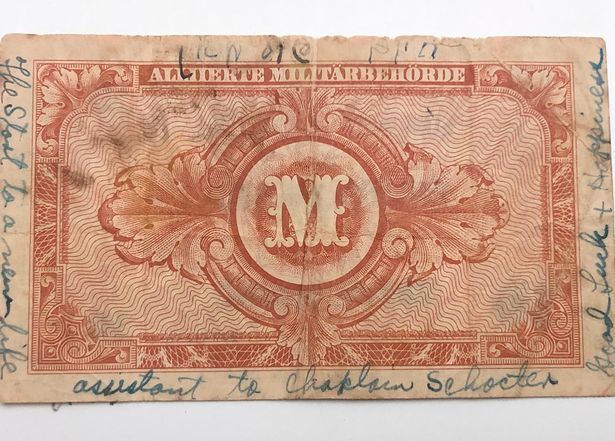 ALLIIERTE MILITÄRBEHÖRDE
M
assistant to Chaplain Schacter
The Start to a new life
Good Luck + Happiness